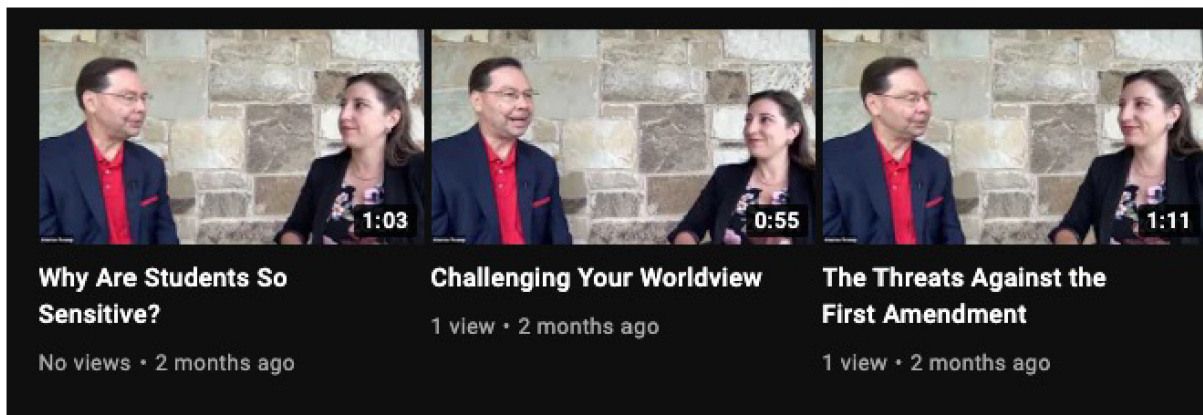 1:03
0:55
1:11
Why Are Students So
Sensitive?
No views • 2 months ago
Challenging Your Worldview
1 view • 2 months ago
The Threats Against the
First Amendment
1 view • 2 months ago